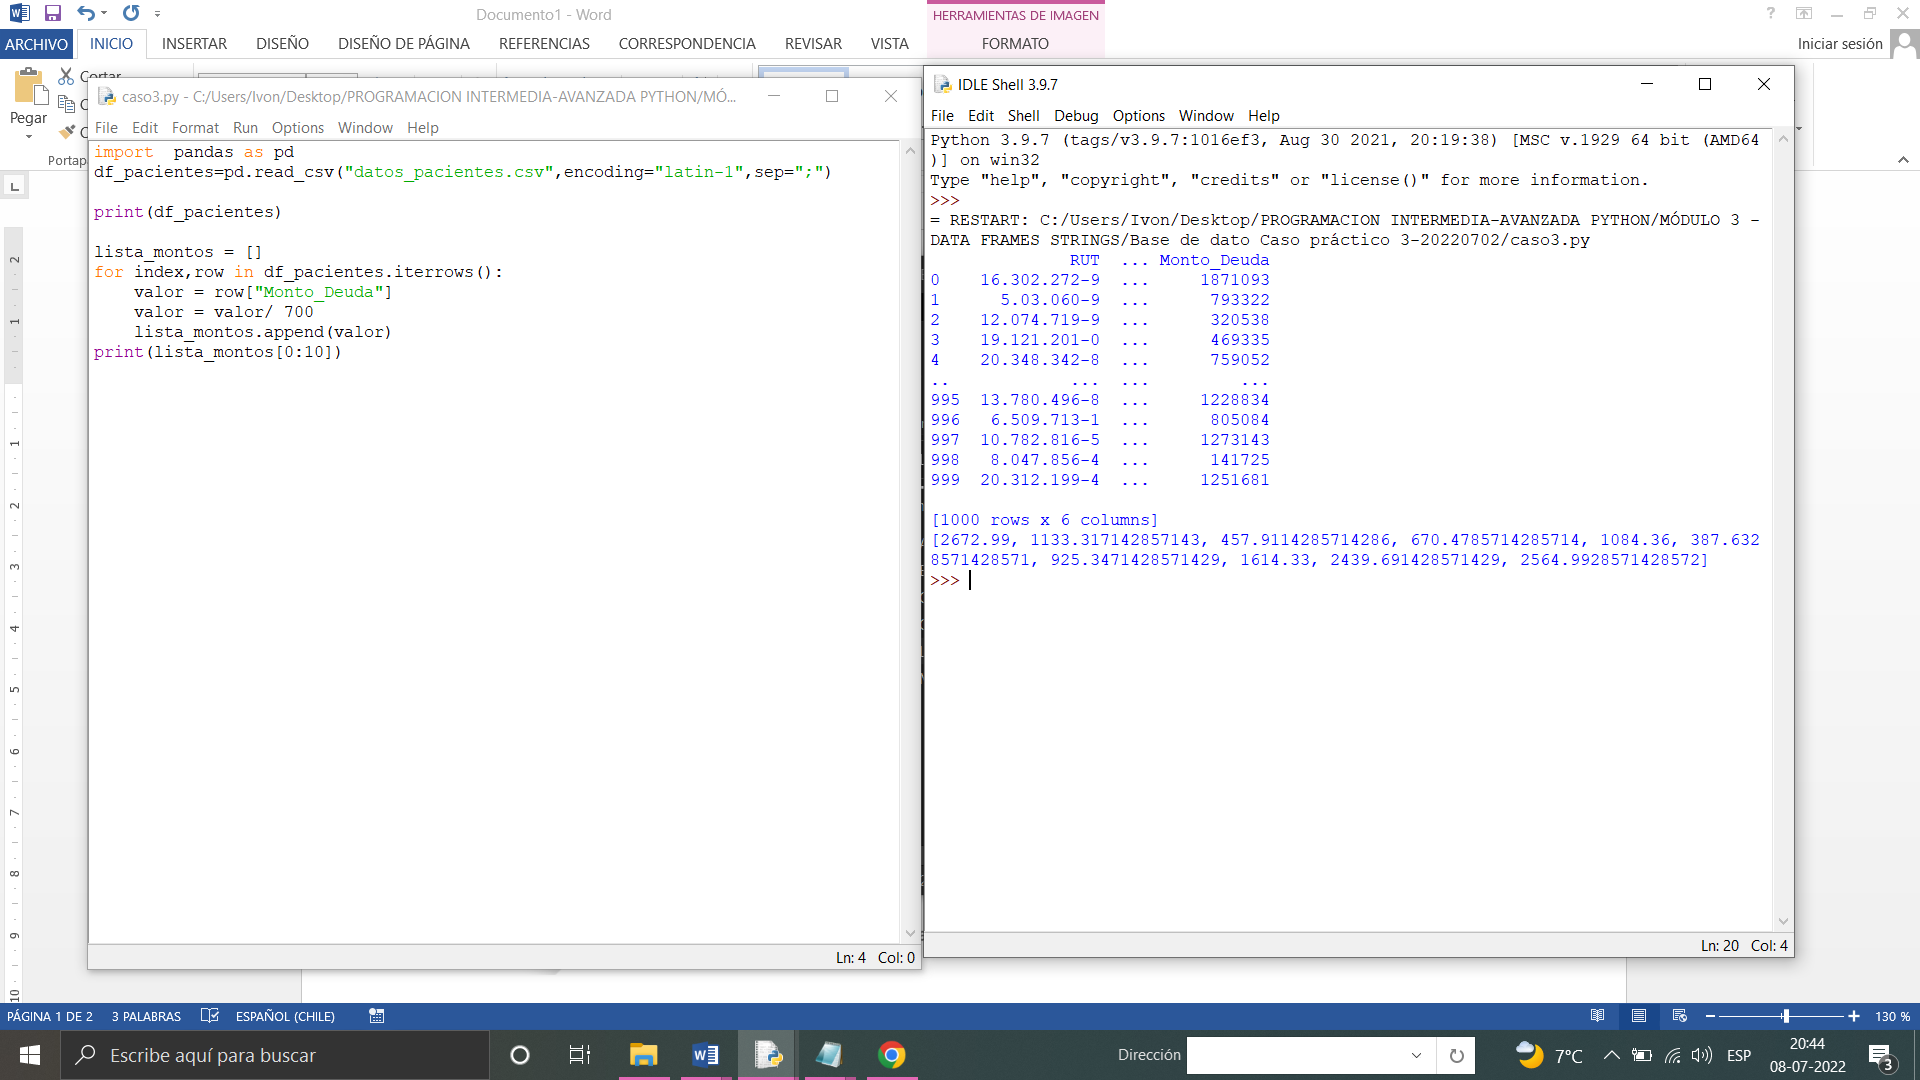 Documento1 - Word
HERRAMIENTAS DE IMAGEN
ARCHIVO INICIO INSERTAR DISEÑO DISEÑO DE PÁGINA REFERENCIAS CORRESPONDENCIA REVISAR VISTA FORMATO Iniciar sesión
Cortar
Pegar
caso3.py - C:/Users/Ivon/Desktop/PROGRAMACION INTERMEDIA-AVANZADA PYTHON/MÓ...
File Edit Format Run Options Window Help
import  pandas as pd
df_pacientes=pd.read_csv("datos_pacientes.csv",encoding="latin-1",sep=";")
print(df_pacientes)
lista_montos = []
for index,row in df_pacientes.iterrows():
    valor = row["Monto_Deuda"]
    valor = valor/ 700
    lista_montos.append(valor)
print(lista_montos[0:10])
Ln: 4 Col: 0
IDLE Shell 3.9.7
File Edit Shell Debug Options Window Help
Python 3.9.7 (tags/v3.9.7:1016ef3, Aug 30 2021, 20:19:38) [MSC v.1929 64 bit (AMD64
)] on win32
Type "help", "copyright", "credits" or "license()" for more information.
>>>
= RESTART: C:/Users/Ivon/Desktop/PROGRAMACION INTERMEDIA-AVANZADA PYTHON/MÓDULO 3 -
DATA FRAMES STRINGS/Base de dato Caso práctico 3-20220702/caso3.py
              RUT  ... Monto_Deuda
0    16.302.272-9  ...     1871093
1      5.03.060-9  ...      793322
2    12.074.719-9  ...      320538
3    19.121.201-0  ...      469335
4    20.348.342-8  ...      759052
..            ...  ...         ...
995  13.780.496-8  ...     1228834
996   6.509.713-1  ...      805084
997  10.782.816-5  ...     1273143
998   8.047.856-4  ...      141725
999  20.312.199-4  ...     1251681
[1000 rows x 6 columns]
[2672.99, 1133.317142857143, 457.9114285714286, 670.4785714285714, 1084.36, 387.632
8571428571, 925.3471428571429, 1614.33, 2439.691428571429, 2564.9928571428572]
>>>
Ln: 20 Col: 4
2
1
1
2
3
4
5
6
7
8
9
10
PÁGINA 1 DE 2 3 PALABRAS ESPAÑOL (CHILE) 130 %
Escribe aquí para buscar
Dirección
7°C
ESP
20:44
08-07-2022
3